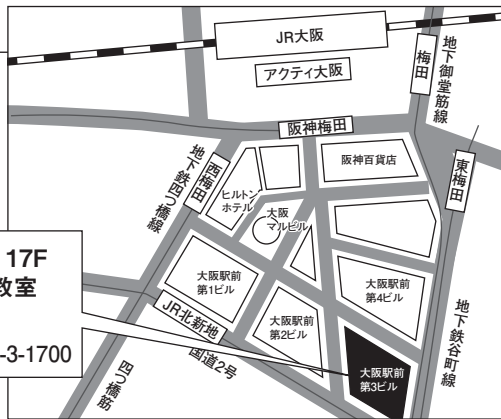 JR大阪
アクティ大阪
梅田
地下御堂筋線
阪神梅田
阪神百貨店
東梅田
西梅田
地下鉄四つ橋線
ヒルトン
ホテル
大阪
マルビル
17F
教室
-3-1700
大阪駅前
第1ビル
大阪駅前
第4ビル
JR北新地
国道2号
大阪駅前
第2ビル
地下鉄谷町線
大阪駅前
第3ビル
四つ橋筋